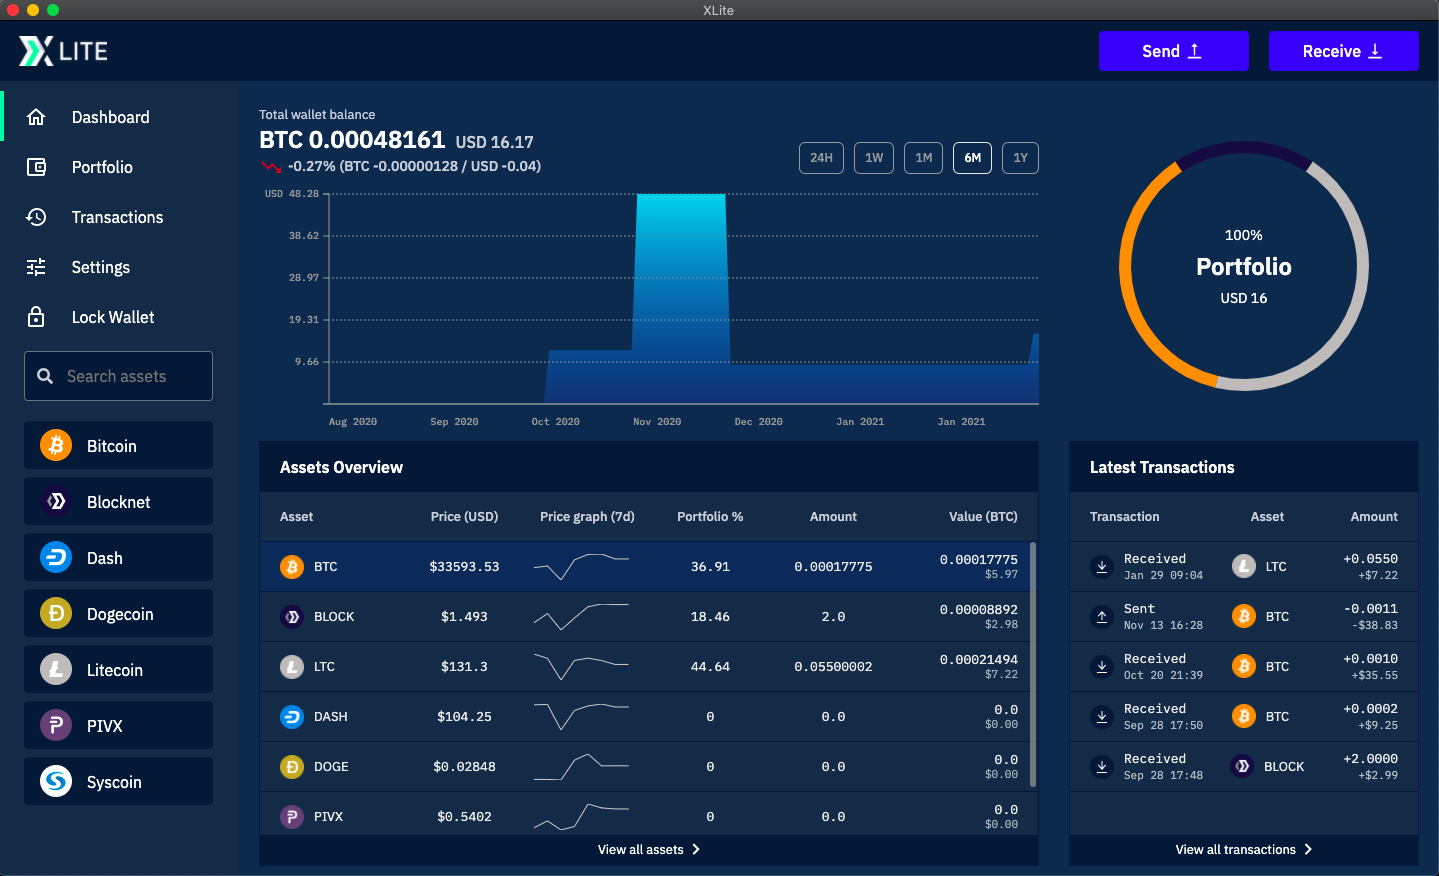 XLite
LITE
Send
Receive
Dashboard
Portfolio
Transactions
Settings
Lock Wallet
Search assets
Bitcoin
Blocknet
Dash
Dogecoin
Litecoin
PIVX
Syscoin
Total wallet balance
BTC 0.00048161 USD 16.17
-0.27% (BTC -0.00000128 / USD -0.04)
24H 1W 1M 6M 1Y
USD 48.28
38.62
28.97
19.31
9.66
Aug 2020 Sep 2020 Oct 2020 Nov 2020 Dec 2020 Jan 2021 Jan 2021
100%
Portfolio
USD 16
Assets Overview
Asset Price (USD) Price graph (7d) Portfolio % Amount Value (BTC)
BTC $33593.53 36.91 0.00017775 0.00017775
$5.97
BLOCK $1.493 18.46 2.0 0.00008892
$2.98
LTC $131.3 44.64 0.05500002 0.00021494
$7.22
DASH $104.25 0 0.0 0.0
$0.00
DOGE $0.02848 0 0.0 0.0
$0.00
PIVX $0.5402 0 0.0 0.0
$0.00
View all assets
Latest Transactions
Transaction Asset Amount
Received LTC +0.0550
Jan 29 09:04 +$7.22
Sent BTC -0.0011
Nov 13 16:28 -$38.83
Received BTC +0.0010
Oct 20 21:39 +$35.55
Received BTC +0.0002
Sep 28 17:50 +$9.25
Received BLOCK +2.0000
Sep 28 17:48 +$2.99
View all transactions